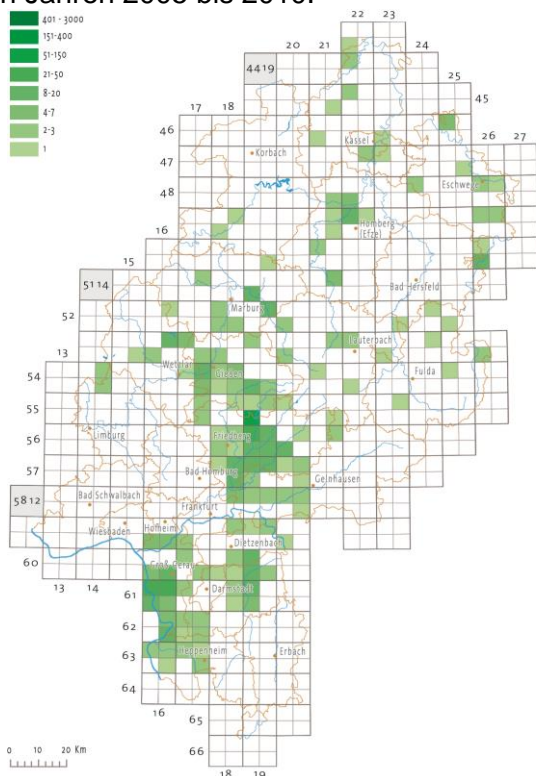 n Jahren 2008 bis 2010.
401 - 3000
151-400
51-150
21-50
8-20
4-7
2-3
1
22 23
20 21 24
4419
25
45
17 18
46
26 27
Kassel
Korbach
47
Eschwege
48
16
Homberg
(Efze)
15
5114
Bad Hersfeld
Marburg
52
Lauterbach
13
Wetzlar
54
Gießen
Fulda
55
Limburg
56
Friedberg
57
Bad Homburg
Gelnhausen
5812
Bad Schwalbach
Frankfurt
Wiesbaden
Hofheim
Dietzenbach
60
Groß-Gerau
13 14
61
Darmstadt
62
63
Heppenheim
Erbach
64
16
65
66
0 10 20 Km
18 19